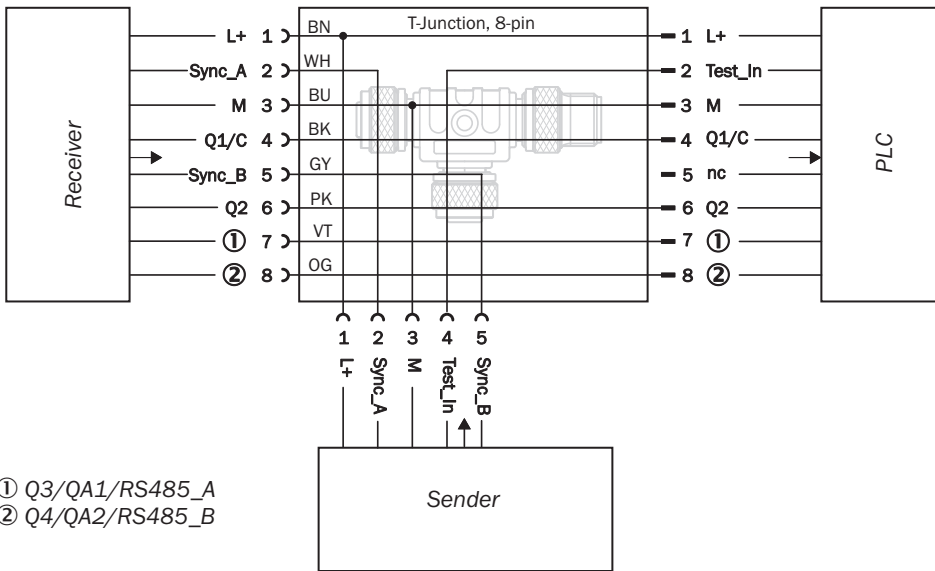 T-Junction, 8-pin
Receiver
L+ 1
Sync_A 2
M 3
Q1/C 4
Sync_B 5
Q2 6
① 7
② 8
BN
WH
BU
BK
GY
PK
VT
OG
1 L+
2 Test_In
3 M
4 Q1/C
5 nc
6 Q2
7 ①
8 ②
PLC
1 2 3 4 5
L+
Sync_A
M
Test_In
Sync_B
Sender
① Q3/QA1/RS485_A
② Q4/QA2/RS485_B